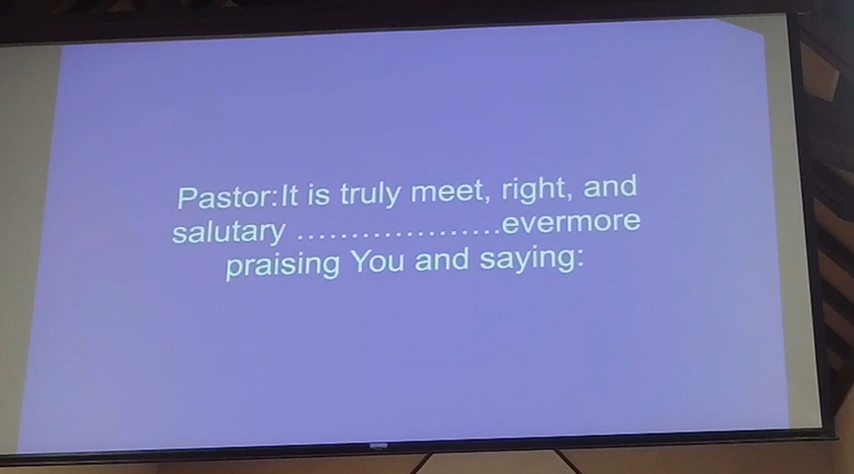 Pastor:It is truly meet, right, and
salutary ...................evermore
praising You and saying: